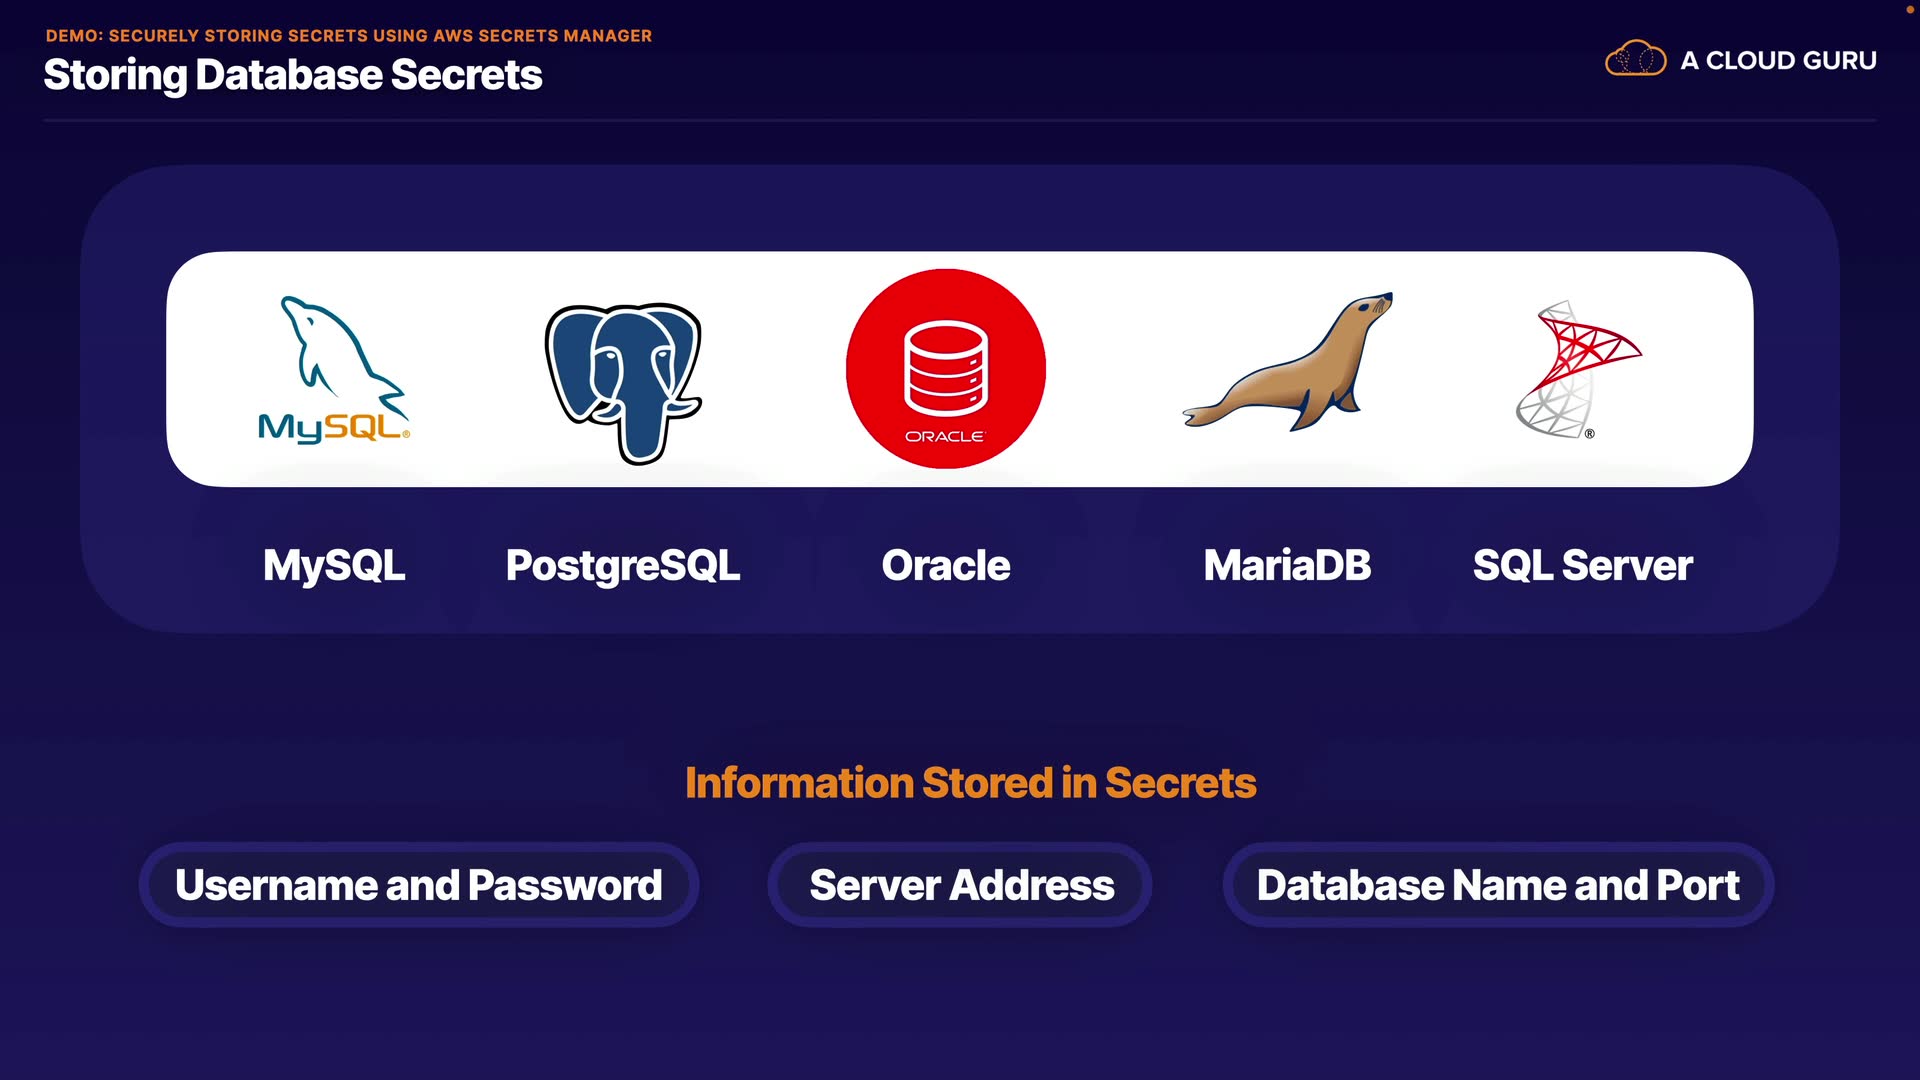 DEMO: SECURELY STORING SECRETS USING AWS SECRETS MANAGER
Storing Database Secrets
A CLOUD GURU
MySQL®
ORACLE
®
MySQL
PostgreSQL
Oracle
MariaDB
SQL Server
Information Stored in Secrets
Username and Password
Server Address
Database Name and Port